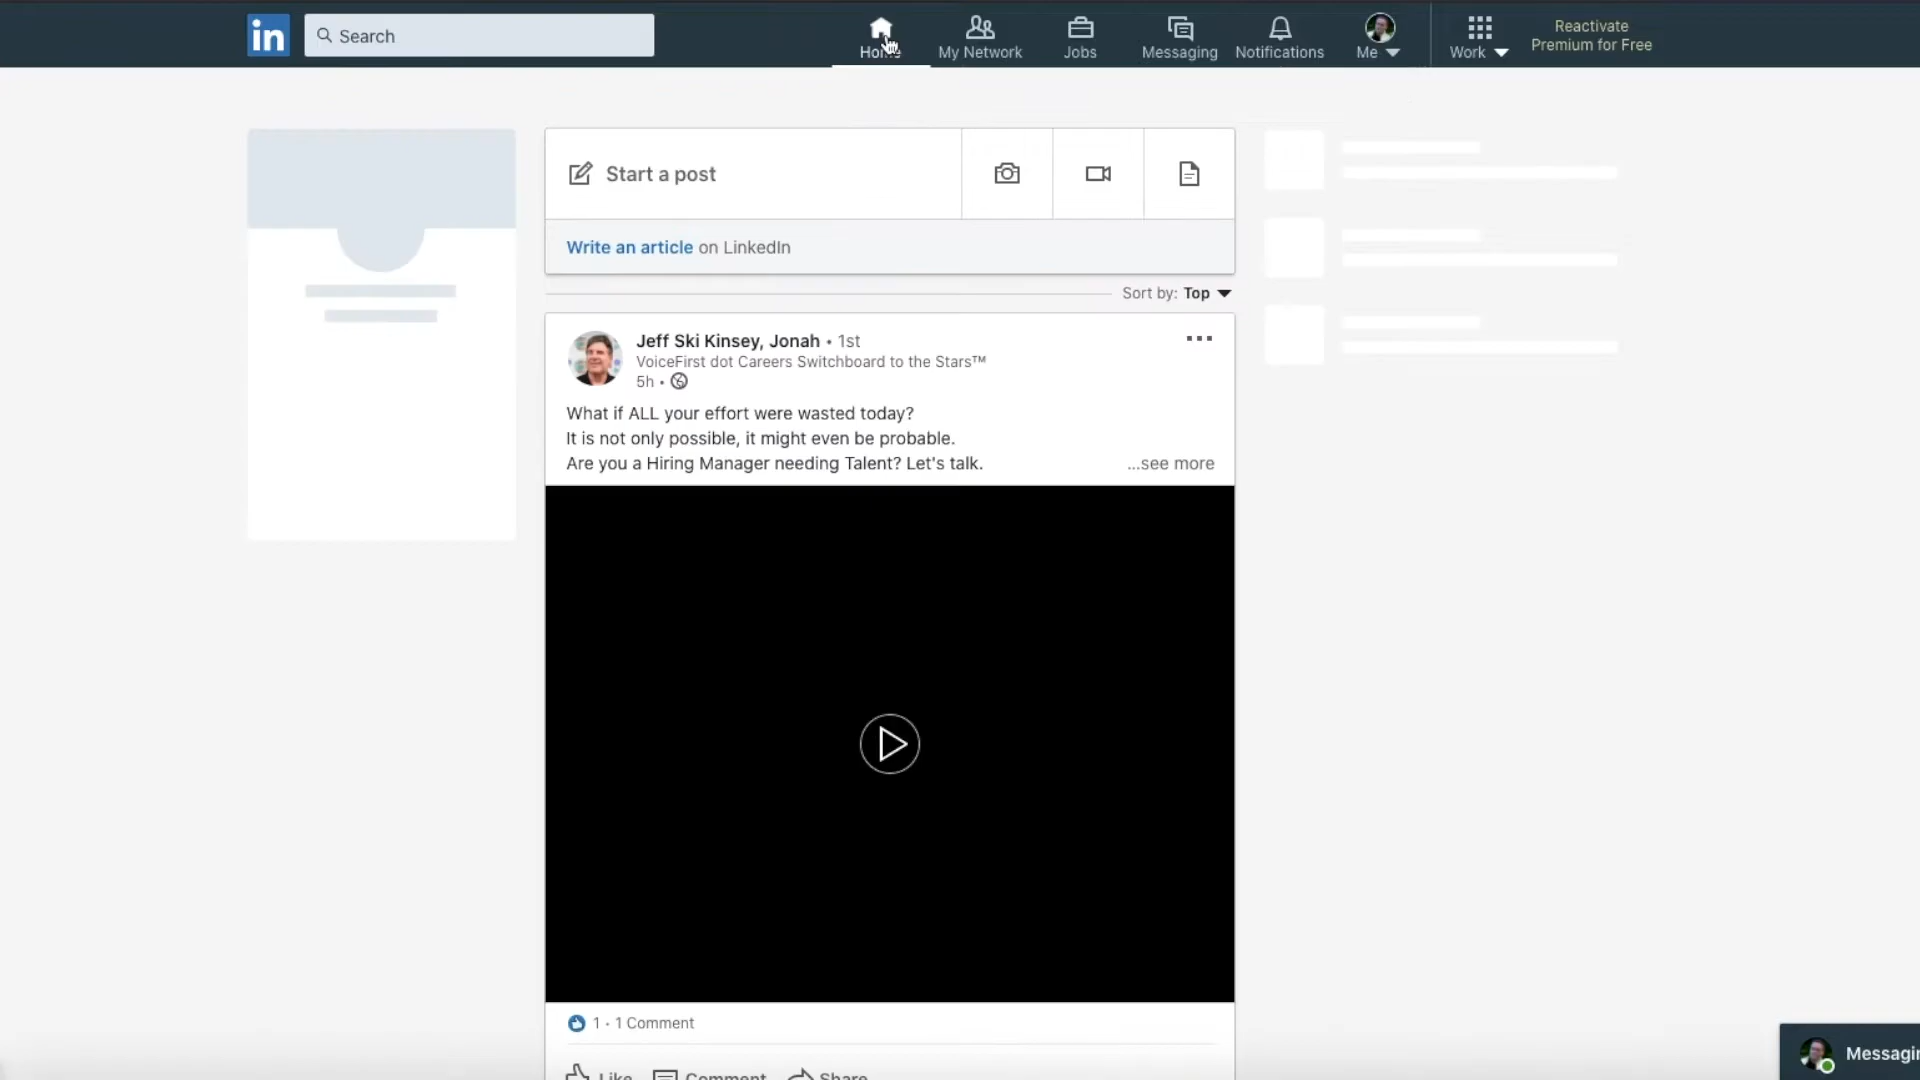 in
Search
Home
My Network
Jobs
Messaging
Notifications
Me
Work
Reactivate
Premium for Free
Start a post
Write an article on LinkedIn
Sort by: Top
Jeff Ski Kinsey, Jonah • 1st
VoiceFirst dot Careers Switchboard to the Stars™
5h •
What if ALL your effort were wasted today?
It is not only possible, it might even be probable.
Are you a Hiring Manager needing Talent? Let's talk.
...see more
1 · 1 Comment
Like
Comment
Share
Messagin